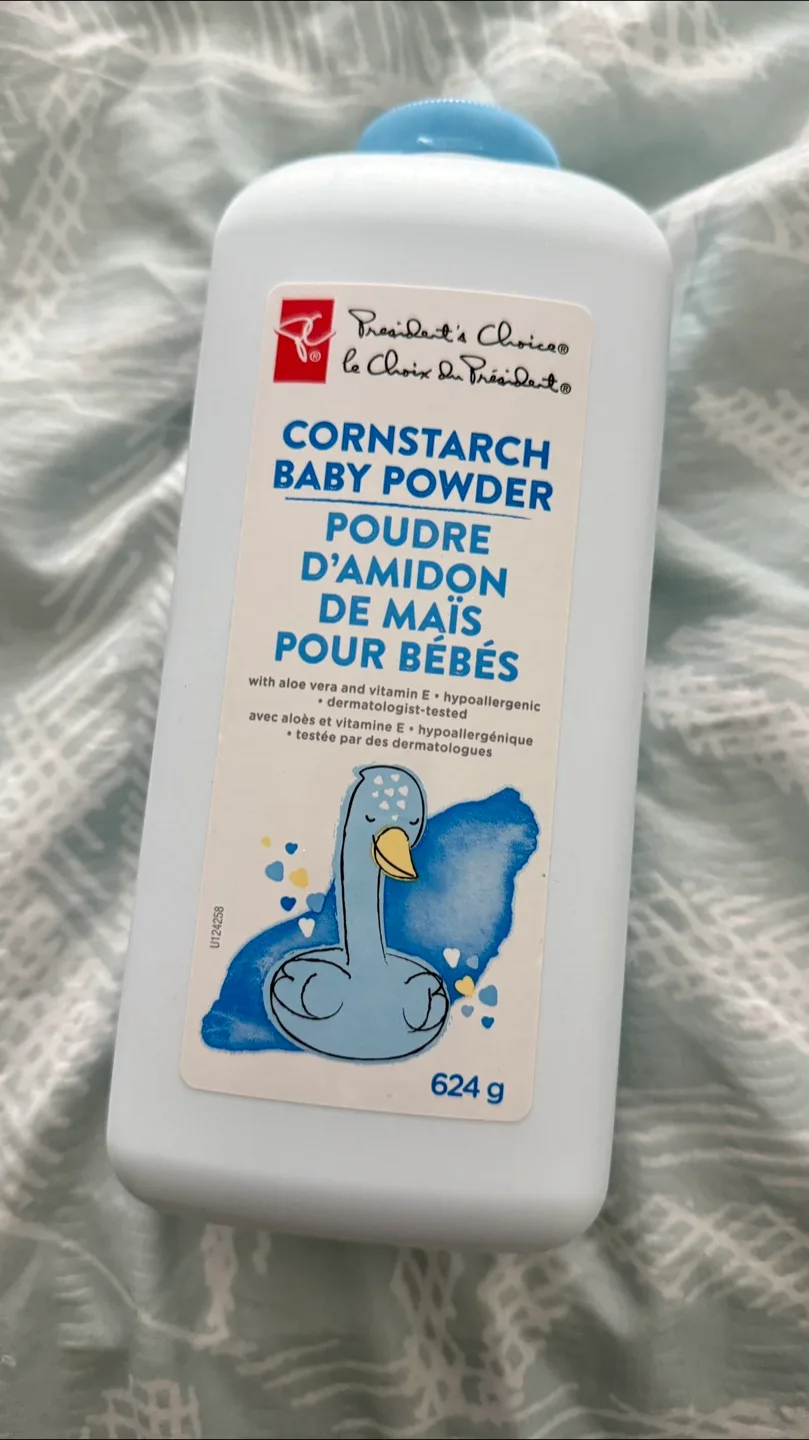 PC®
President's Choice®
le Choix du Président®
CORNSTARCH
BABY POWDER
POUDRE
D'AMIDON
DE MAÏS
POUR BÉBÉS
with aloe vera and vitamin E • hypoallergenic
• dermatologist-tested
avec aloès et vitamine E • hypoallergénique
• testée par des dermatologues
U124258
624 g